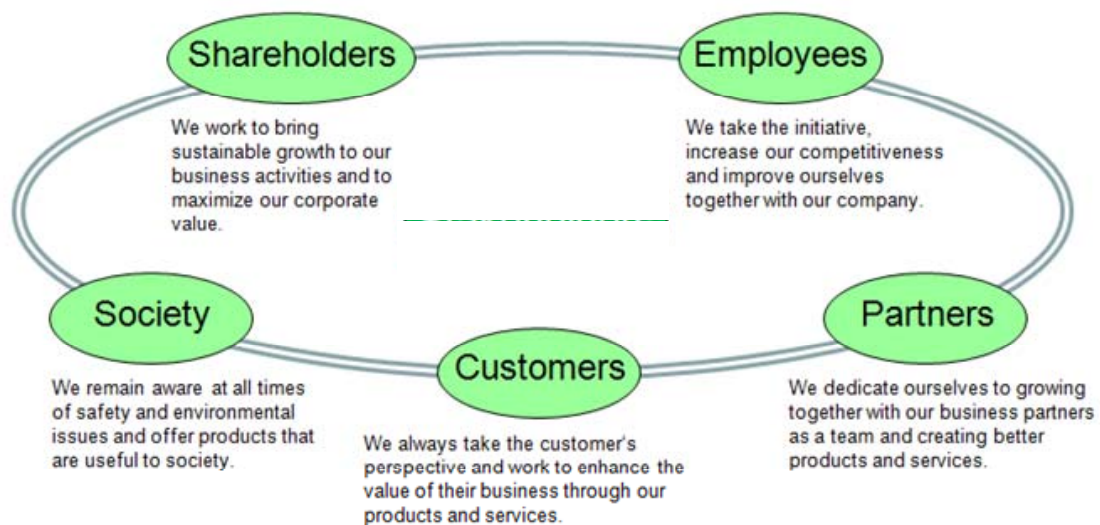 Shareholders
We work to bring
sustainable growth to our
business activities and to
maximize our corporate
value.
Employees
We take the initiative,
increase our competitiveness
and improve ourselves
together with our company.
Society
We remain aware at all times
of safety and environmental
issues and offer products that
are useful to society.
Customers
We always take the customer's
perspective and work to enhance the
value of their business through our
products and services.
Partners
We dedicate ourselves to growing
together with our business partners
as a team and creating better
products and services.